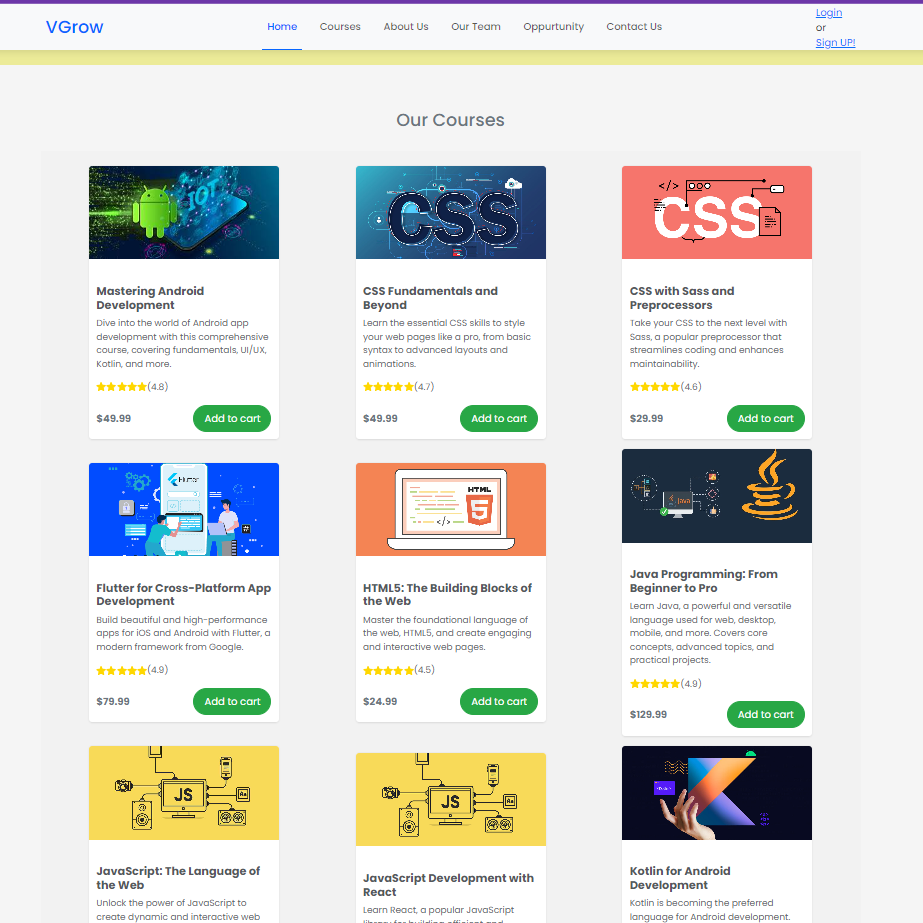 VGrow
Home
Courses
About Us
Our Team
Oppurtunity
Contact Us
Login
or
Sign UP!
Our Courses
IOT
Mastering Android
Development
Dive into the world of Android app
development with this comprehensive
course, covering fundamentals, UI/UX,
Kotlin, and more.
(4.8)
$49.99
Add to cart
CSS
CSS Fundamentals and
Beyond
Learn the essential CSS skills to style
your web pages like a pro, from basic
syntax to advanced layouts and
animations.
(4.7)
$49.99
Add to cart
</>
CSS
CSS with Sass and
Preprocessors
Take your CSS to the next level with
Sass, a popular preprocessor that
streamlines coding and enhances
maintainability.
(4.6)
$29.99
Add to cart
Flutter
Flutter for Cross-Platform App
Development
Build beautiful and high-performance
apps for iOS and Android with Flutter, a
modern framework from Google.
(4.9)
$79.99
Add to cart
HTML
5
</>
HTML5: The Building Blocks of
the Web
Master the foundational language of
the web, HTML5, and create engaging
and interactive web pages.
(4.5)
$24.99
Add to cart
java
Java Programming: From
Beginner to Pro
Learn Java, a powerful and versatile
language used for web, desktop,
mobile, and more. Covers core
concepts, advanced topics, and
practical projects.
(4.9)
$129.99
Add to cart
JS
Aa
JavaScript: The Language of
the Web
Unlock the power of JavaScript to
create dynamic and interactive web
JS
Aa
JavaScript Development with
React
Learn React, a popular JavaScript
library for building efficient and
Kotlin for Android
Development
Kotlin is becoming the preferred
language for Android development.